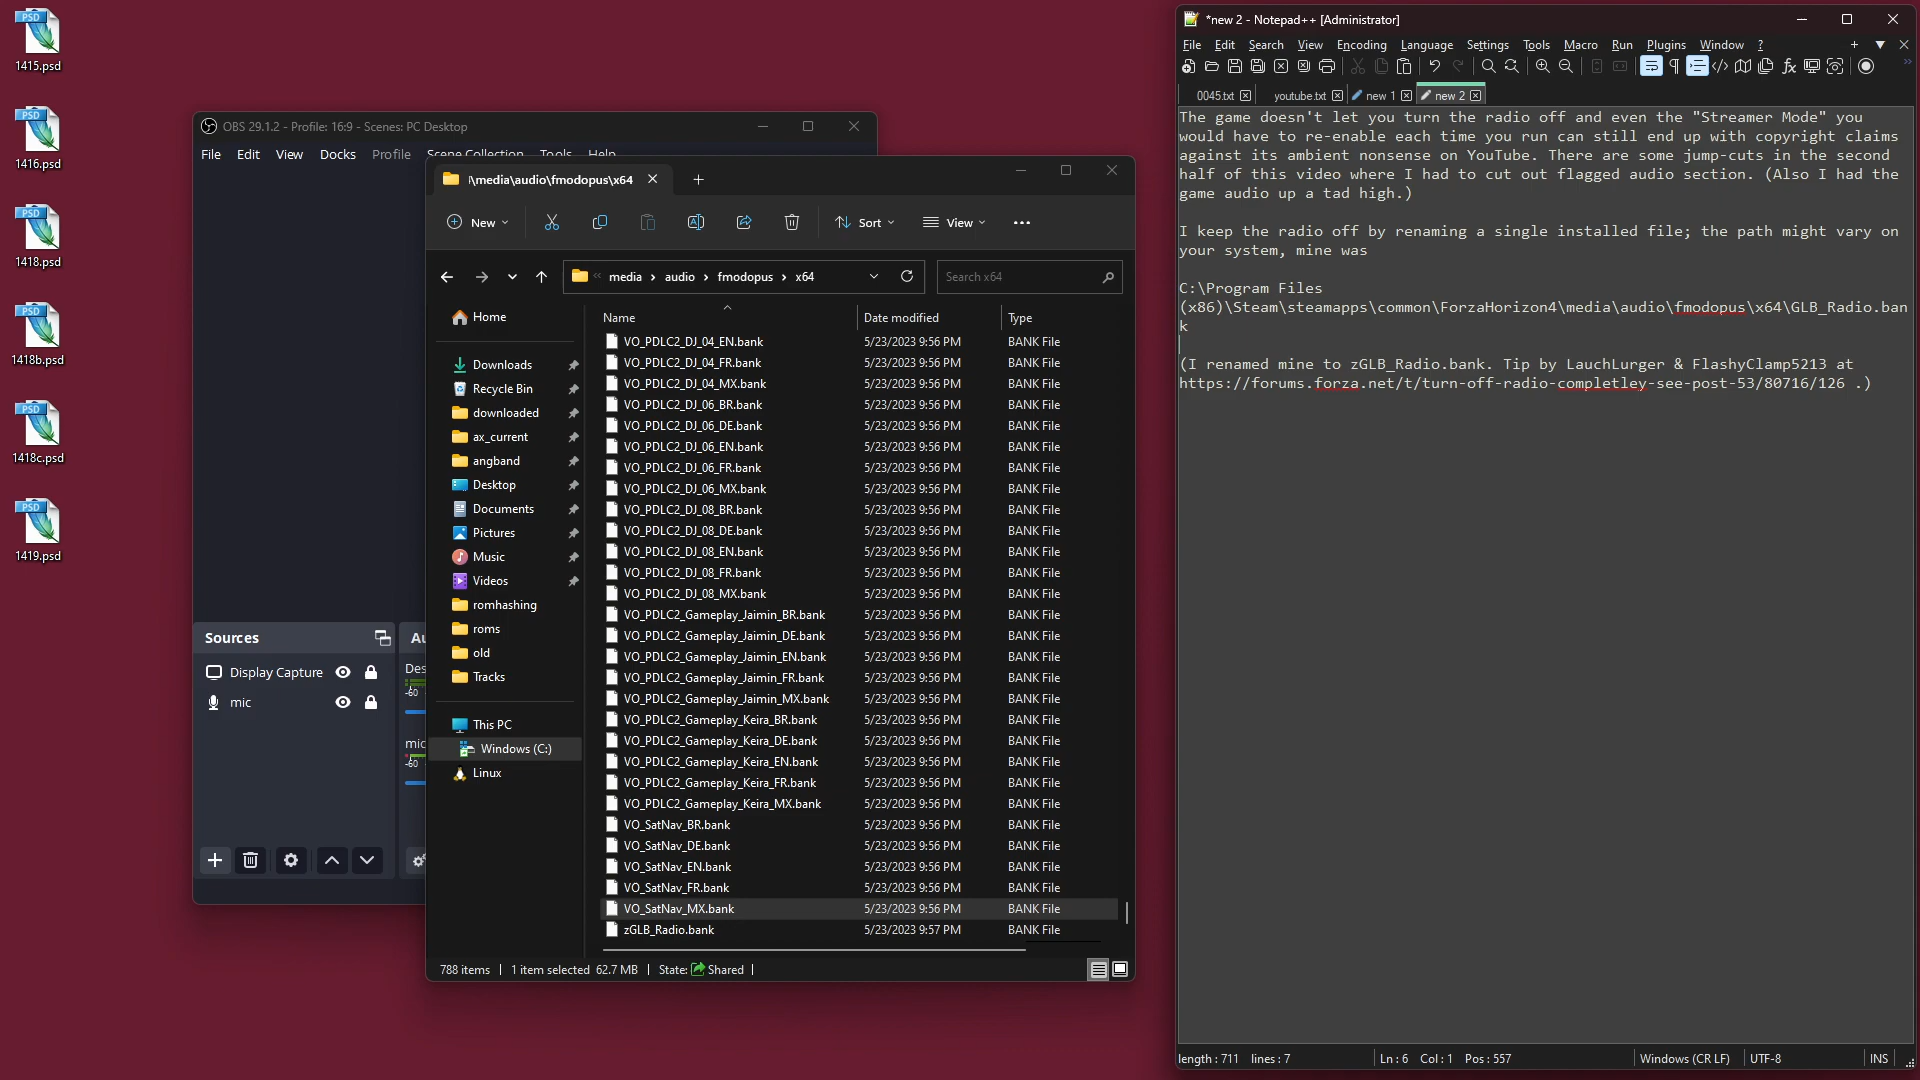 1415.psd
1416.psd
1418.psd
1418b.psd
1418c.psd
1419.psd
OBS 29.1.2 - Profile: 16:9 - Scenes: PC Desktop
File Edit View Docks Profile Scene Collection Tools Help
Sources
Display Capture
mic
Au
Des
-60
mic
-60
\media\audio\fmodopus\x64
New Sort View
« media › audio › fmodopus › x64
Search x64
Home
Downloads
Recycle Bin
downloaded
ax_current
angband
Desktop
Documents
Pictures
Music
Videos
romhashing
roms
old
Tracks
This PC
Windows (C:)
Linux
Name Date modified Type
VO_PDLC2_DJ_04_EN.bank 5/23/2023 9:56 PM BANK File
VO_PDLC2_DJ_04_FR.bank 5/23/2023 9:56 PM BANK File
VO_PDLC2_DJ_04_MX.bank 5/23/2023 9:56 PM BANK File
VO_PDLC2_DJ_06_BR.bank 5/23/2023 9:56 PM BANK File
VO_PDLC2_DJ_06_DE.bank 5/23/2023 9:56 PM BANK File
VO_PDLC2_DJ_06_EN.bank 5/23/2023 9:56 PM BANK File
VO_PDLC2_DJ_06_FR.bank 5/23/2023 9:56 PM BANK File
VO_PDLC2_DJ_06_MX.bank 5/23/2023 9:56 PM BANK File
VO_PDLC2_DJ_08_BR.bank 5/23/2023 9:56 PM BANK File
VO_PDLC2_DJ_08_DE.bank 5/23/2023 9:56 PM BANK File
VO_PDLC2_DJ_08_EN.bank 5/23/2023 9:56 PM BANK File
VO_PDLC2_DJ_08_FR.bank 5/23/2023 9:56 PM BANK File
VO_PDLC2_DJ_08_MX.bank 5/23/2023 9:56 PM BANK File
VO_PDLC2_Gameplay_Jaimin_BR.bank 5/23/2023 9:56 PM BANK File
VO_PDLC2_Gameplay_Jaimin_DE.bank 5/23/2023 9:56 PM BANK File
VO_PDLC2_Gameplay_Jaimin_EN.bank 5/23/2023 9:56 PM BANK File
VO_PDLC2_Gameplay_Jaimin_FR.bank 5/23/2023 9:56 PM BANK File
VO_PDLC2_Gameplay_Jaimin_MX.bank 5/23/2023 9:56 PM BANK File
VO_PDLC2_Gameplay_Keira_BR.bank 5/23/2023 9:56 PM BANK File
VO_PDLC2_Gameplay_Keira_DE.bank 5/23/2023 9:56 PM BANK File
VO_PDLC2_Gameplay_Keira_EN.bank 5/23/2023 9:56 PM BANK File
VO_PDLC2_Gameplay_Keira_FR.bank 5/23/2023 9:56 PM BANK File
VO_PDLC2_Gameplay_Keira_MX.bank 5/23/2023 9:56 PM BANK File
VO_SatNav_BR.bank 5/23/2023 9:56 PM BANK File
VO_SatNav_DE.bank 5/23/2023 9:56 PM BANK File
VO_SatNav_EN.bank 5/23/2023 9:56 PM BANK File
VO_SatNav_FR.bank 5/23/2023 9:56 PM BANK File
VO_SatNav_MX.bank 5/23/2023 9:56 PM BANK File
zGLB_Radio.bank 5/23/2023 9:57 PM BANK File
788 items 1 item selected 62.7 MB State: Shared
*new 2 - Notepad++ [Administrator]
File Edit Search View Encoding Language Settings Tools Macro Run Plugins Window ?
0045.txt youtube.txt new 1 new 2
The game doesn't let you turn the radio off and even the "Streamer Mode" you
would have to re-enable each time you run can still end up with copyright claims
against its ambient nonsense on YouTube. There are some jump-cuts in the second
half of this video where I had to cut out flagged audio section. (Also I had the
game audio up a tad high.)
I keep the radio off by renaming a single installed file; the path might vary on
your system, mine was
C:\Program Files
(x86)\Steam\steamapps\common\ForzaHorizon4\media\audio\fmodopus\x64\GLB_Radio.ban
k
(I renamed mine to zGLB_Radio.bank. Tip by LauchLurger & FlashyClamp5213 at
https://forums.forza.net/t/turn-off-radio-completley-see-post-53/80716/126 .)
length : 711 lines : 7 Ln : 6 Col : 1 Pos : 557 Windows (CR LF) UTF-8 INS